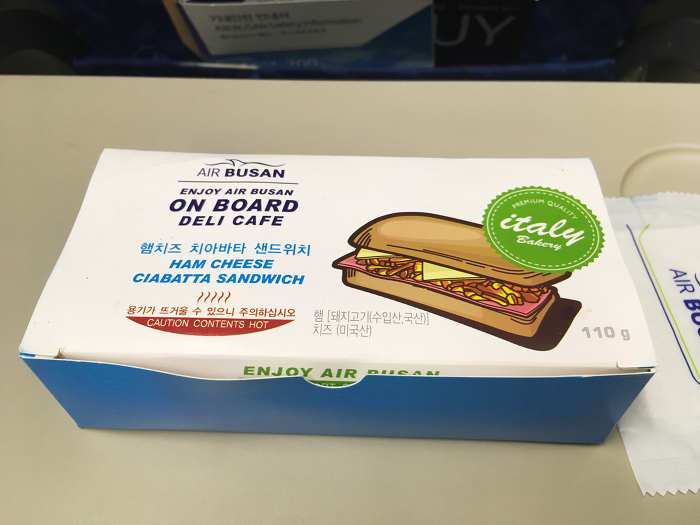 UY
AIR BUSAN
ENJOY AIR BUSAN
ON BOARD
DELI CAFE
PREMIUM QUALITY
italy
Bakery
햄치즈 치아바타 샌드위치
HAM CHEESE
CIABATTA SANDWICH
용기가 뜨거울 수 있으니 주의하십시오
CAUTION CONTENTS HOT
햄 [돼지고기(수입산,국산)]
치즈 (미국산)
110 g
ENJOY AIR BUSAN
AIR BUSAN